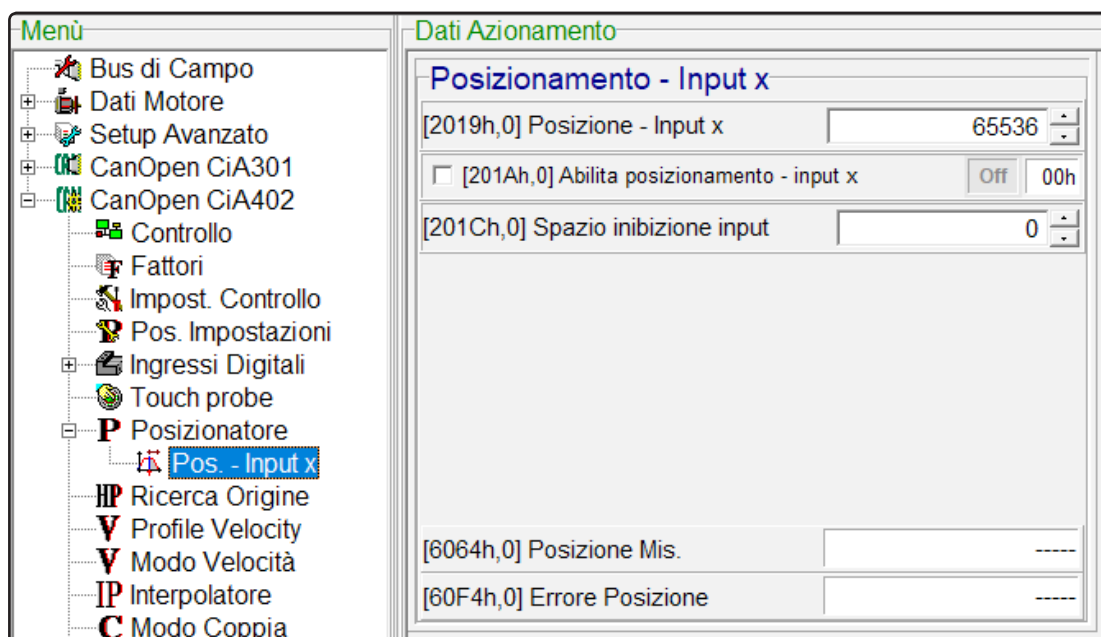 Menù
Bus di Campo
Dati Motore
Setup Avanzato
CanOpen CiA301
CanOpen CiA402
Controllo
Fattori
Impost. Controllo
Pos. Impostazioni
Ingressi Digitali
Touch probe
P Posizionatore
Pos. - Input x
HP Ricerca Origine
V Profile Velocity
V Modo Velocità
IP Interpolatore
C Modo Coppia
Dati Azionamento
Posizionamento - Input x
[2019h,0] Posizione - Input x 65536
[201Ah,0] Abilita posizionamento - input x Off 00h
[201Ch,0] Spazio inibizione input 0
[6064h,0] Posizione Mis. -----
[60F4h,0] Errore Posizione -----